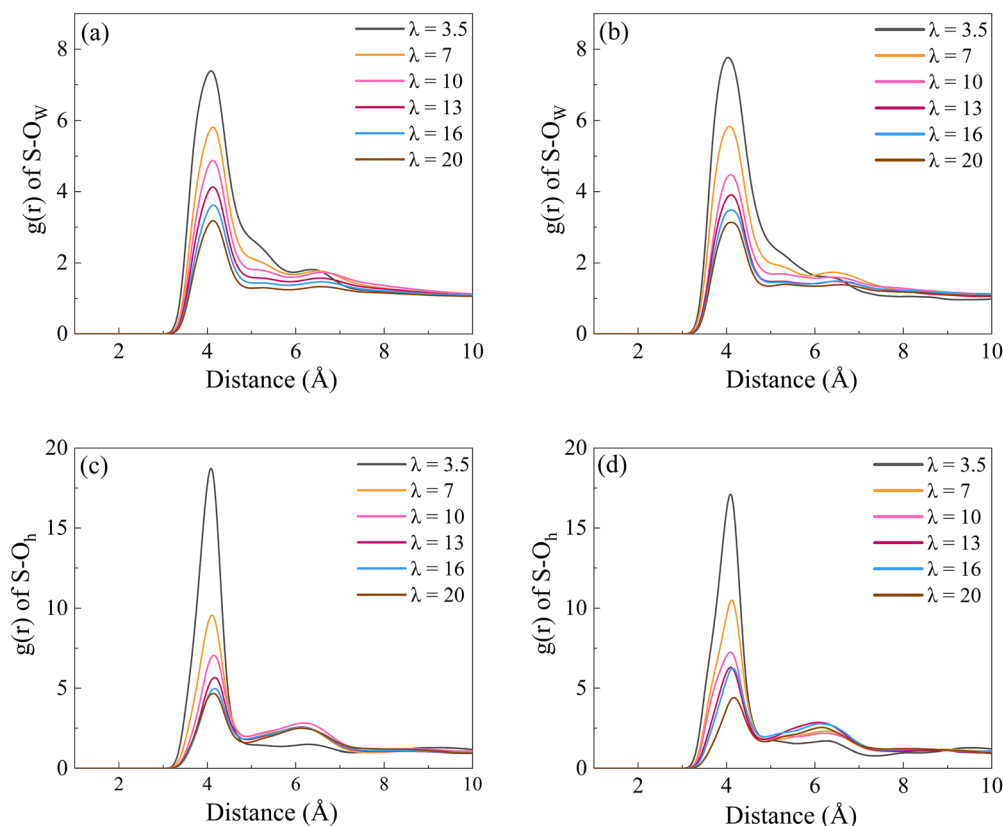 (a)
λ = 3.5
λ = 7
λ = 10
λ = 13
λ = 16
λ = 20
g(r) of S-O_W
8
6
4
2
0
2 4 6 8 10
Distance (Å)
(b)
λ = 3.5
λ = 7
λ = 10
λ = 13
λ = 16
λ = 20
g(r) of S-O_W
8
6
4
2
0
2 4 6 8 10
Distance (Å)
(c)
λ = 3.5
λ = 7
λ = 10
λ = 13
λ = 16
λ = 20
g(r) of S-O_h
20
15
10
5
0
2 4 6 8 10
Distance (Å)
(d)
λ = 3.5
λ = 7
λ = 10
λ = 13
λ = 16
λ = 20
g(r) of S-O_h
20
15
10
5
0
2 4 6 8 10
Distance (Å)